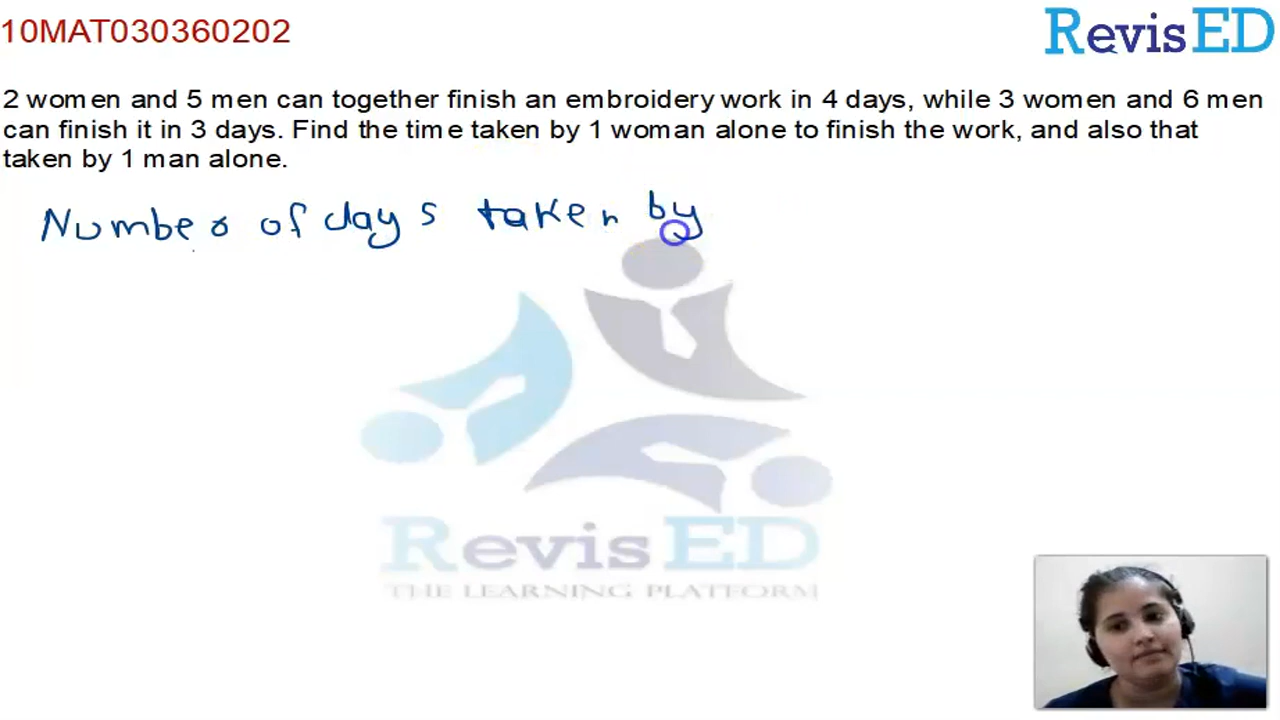 10MAT030360202
RevisED
2 women and 5 men can together finish an embroidery work in 4 days, while 3 women and 6 men
can finish it in 3 days. Find the time taken by 1 woman alone to finish the work, and also that
taken by 1 man alone.
Number of days taken by
RevisED
THE LEARNING PLATFORM